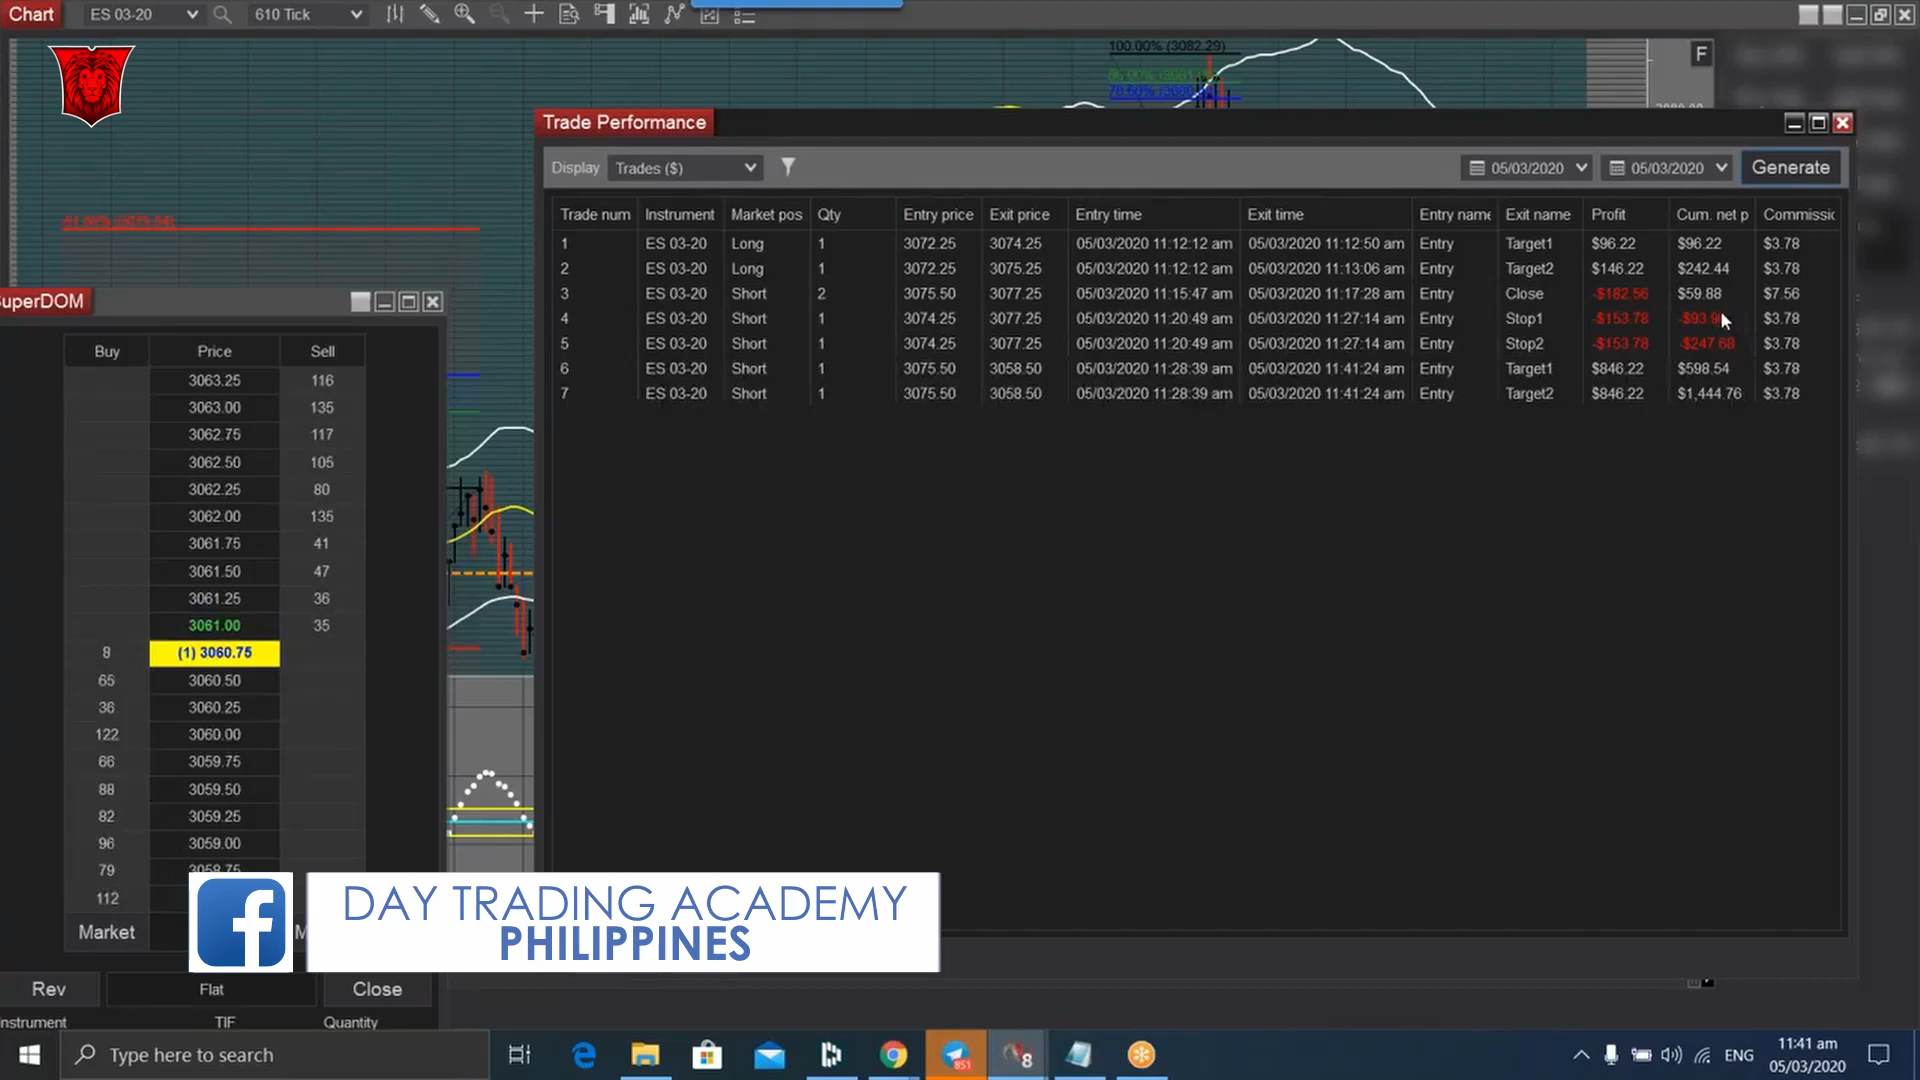 Chart
ES 03-20
610 Tick
100.00% (3082.29)
F
61.80% (3075.54)
Trade Performance
Display
Trades ($)
05/03/2020
05/03/2020
Generate
Trade num Instrument Market pos Qty Entry price Exit price Entry time Exit time Entry name Exit name Profit Cum. net p Commissio
1 ES 03-20 Long 1 3072.25 3074.25 05/03/2020 11:12:12 am 05/03/2020 11:12:50 am Entry Target1 $96.22 $96.22 $3.78
2 ES 03-20 Long 1 3072.25 3075.25 05/03/2020 11:12:12 am 05/03/2020 11:13:06 am Entry Target2 $146.22 $242.44 $3.78
3 ES 03-20 Short 2 3075.50 3077.25 05/03/2020 11:15:47 am 05/03/2020 11:17:28 am Entry Close -$182.56 $59.88 $7.56
4 ES 03-20 Short 1 3074.25 3077.25 05/03/2020 11:20:49 am 05/03/2020 11:27:14 am Entry Stop1 -$153.78 $3.78
5 ES 03-20 Short 1 3074.25 3077.25 05/03/2020 11:20:49 am 05/03/2020 11:27:14 am Entry Stop2 -$153.78 -$247.68 $3.78
6 ES 03-20 Short 1 3075.50 3058.50 05/03/2020 11:28:39 am 05/03/2020 11:41:24 am Entry Target1 $846.22 $598.54 $3.78
7 ES 03-20 Short 1 3075.50 3058.50 05/03/2020 11:28:39 am 05/03/2020 11:41:24 am Entry Target2 $846.22 $1,444.76 $3.78
SuperDOM
Buy Price Sell
3063.25 116
3063.00 135
3062.75 117
3062.50 105
3062.25 80
3062.00 135
3061.75 41
3061.50 47
3061.25 36
3061.00 35
8 (1) 3060.75
65 3060.50
36 3060.25
122 3060.00
66 3059.75
88 3059.50
82 3059.25
96 3059.00
79 3058.75
112
Market
DAY TRADING ACADEMY
PHILIPPINES
Rev Flat Close
Instrument TIF Quantity
Type here to search
851
8
ENG
11:41 am
05/03/2020